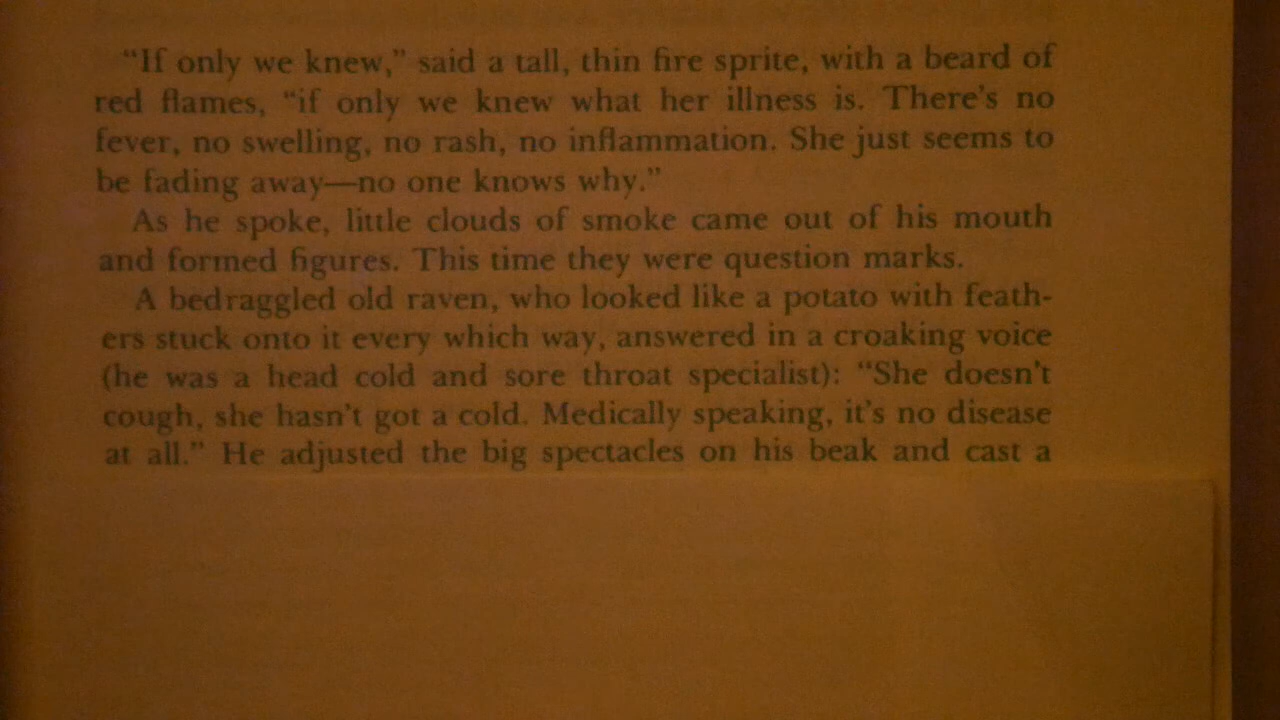 “If only we knew,” said a tall, thin fire sprite, with a beard of
red flames, “if only we knew what her illness is. There's no
fever, no swelling, no rash, no inflammation. She just seems to
be fading away—no one knows why.”
As he spoke, little clouds of smoke came out of his mouth
and formed figures. This time they were question marks.
A bedraggled old raven, who looked like a potato with feath-
ers stuck onto it every which way, answered in a croaking voice
(he was a head cold and sore throat specialist): “She doesn't
cough, she hasn't got a cold. Medically speaking, it's no disease
at all.” He adjusted the big spectacles on his beak and cast a